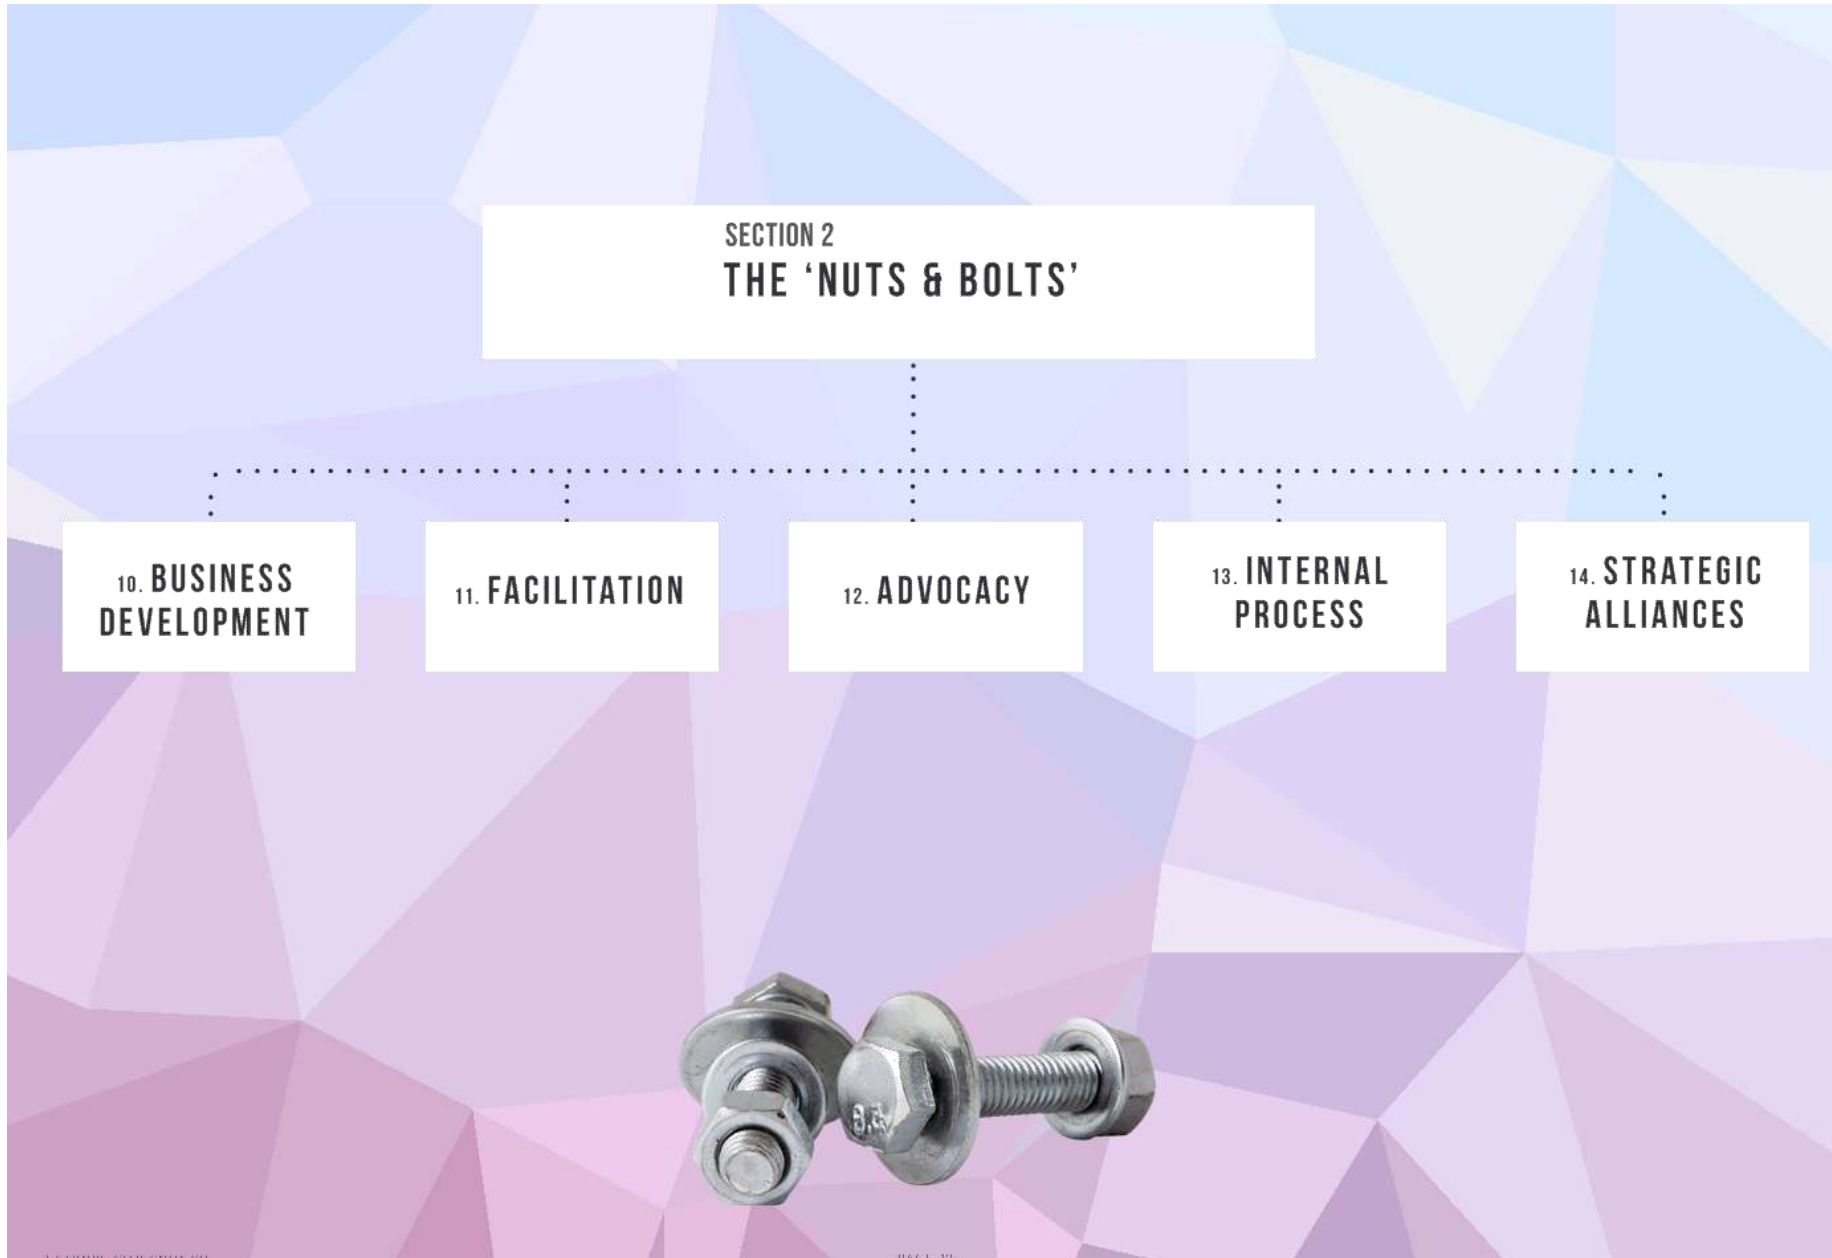 SECTION 2
THE ‘NUTS & BOLTS’
10. BUSINESS
DEVELOPMENT
11. FACILITATION
12. ADVOCACY
13. INTERNAL
PROCESS
14. STRATEGIC
ALLIANCES